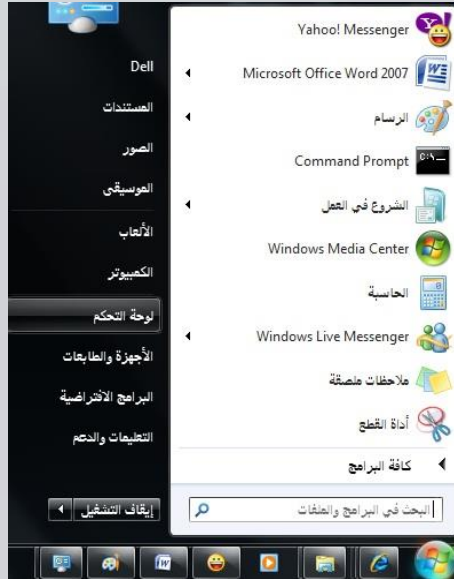 Yahoo! Messenger
Microsoft Office Word 2007
الرسام
Command Prompt
الشروع في العمل
Windows Media Center
الحاسبة
Windows Live Messenger
ملاحظات ملصقة
أداة القطع
كافة البرامج
البحث في البرامج والملفات
Dell
المستندات
الصور
الموسيقى
الألعاب
الكمبيوتر
لوحة التحكم
الأجهزة والطابعات
البرامج الافتراضية
التعليمات والدعم
إيقاف التشغيل